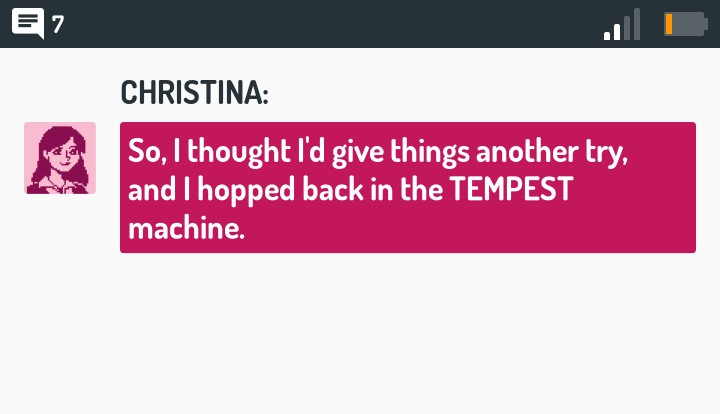 7
CHRISTINA:
So, I thought I'd give things another try,
and I hopped back in the TEMPEST
machine.